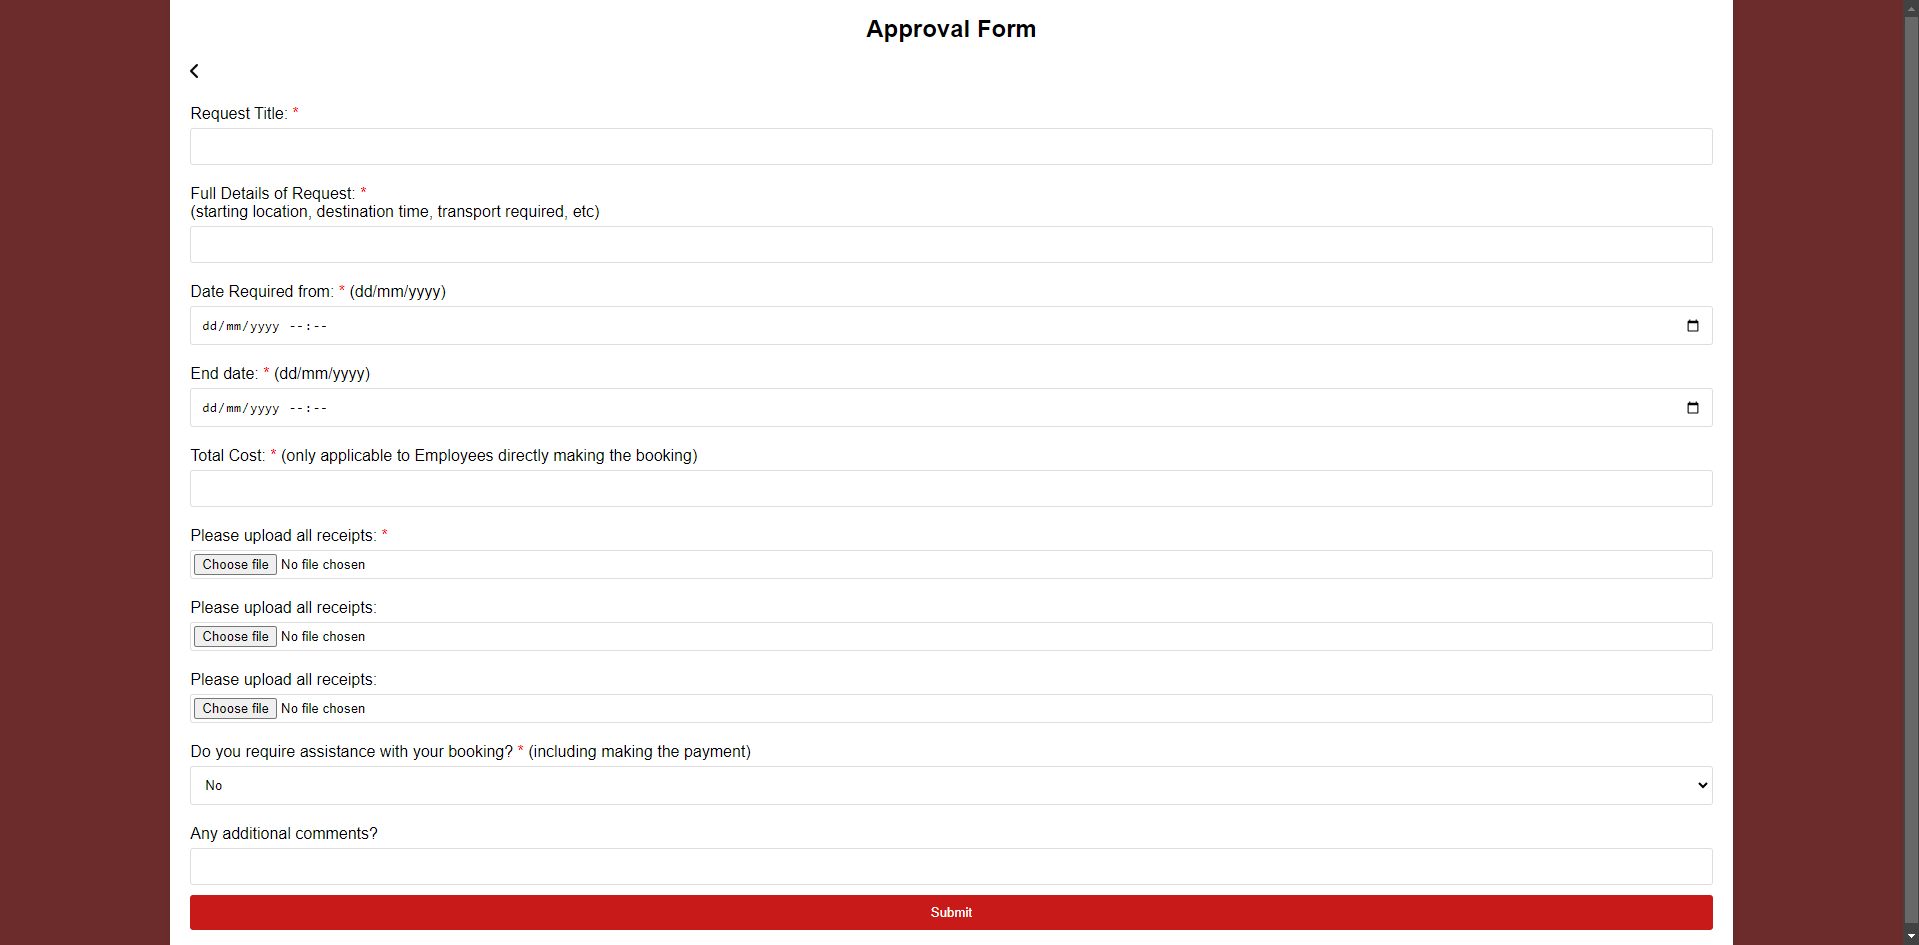 Approval Form
Request Title: *
Full Details of Request: *
(starting location, destination time, transport required, etc)
Date Required from: * (dd/mm/yyyy)
dd/mm/yyyy --:--
End date: * (dd/mm/yyyy)
dd/mm/yyyy --:--
Total Cost: * (only applicable to Employees directly making the booking)
Please upload all receipts: *
Choose file No file chosen
Please upload all receipts:
Choose file No file chosen
Please upload all receipts:
Choose file No file chosen
Do you require assistance with your booking? * (including making the payment)
No
Any additional comments?
Submit